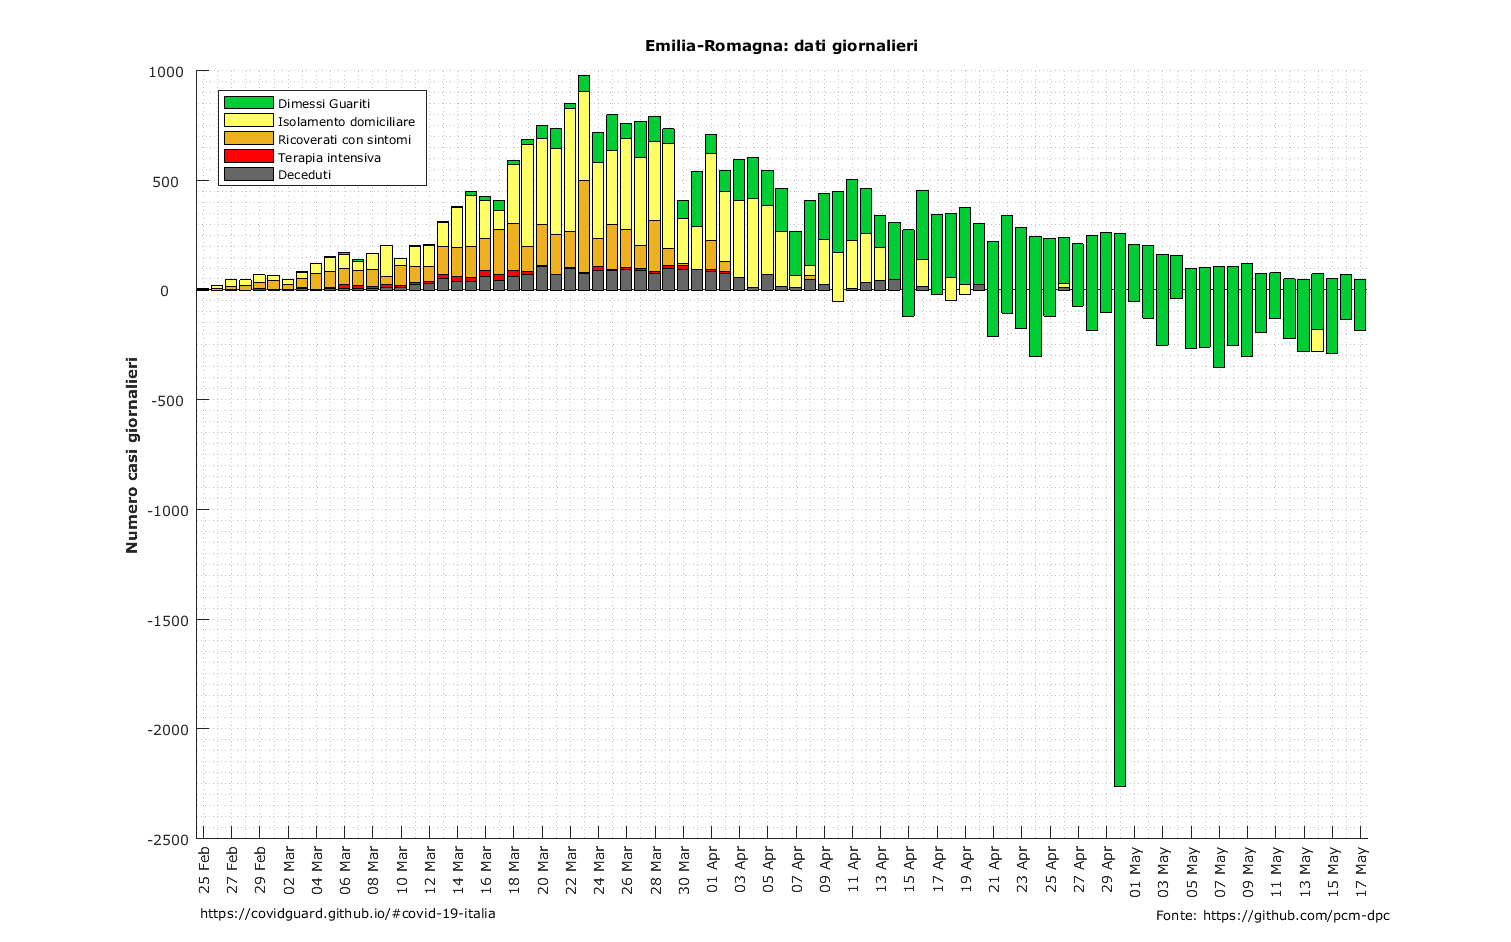 Emilia-Romagna: dati giornalieri
1000
500
0
-500
-1000
-1500
-2000
-2500
Numero casi giornalieri
Dimessi Guariti
Isolamento domiciliare
Ricoverati con sintomi
Terapia intensiva
Deceduti
25 Feb
27 Feb
29 Feb
02 Mar
04 Mar
06 Mar
08 Mar
10 Mar
12 Mar
14 Mar
16 Mar
18 Mar
20 Mar
22 Mar
24 Mar
26 Mar
28 Mar
30 Mar
01 Apr
03 Apr
05 Apr
07 Apr
09 Apr
11 Apr
13 Apr
15 Apr
17 Apr
19 Apr
21 Apr
23 Apr
25 Apr
27 Apr
29 Apr
01 May
03 May
05 May
07 May
09 May
11 May
13 May
15 May
17 May
https://covidguard.github.io/#covid-19-italia
Fonte: https://github.com/pcm-dpc